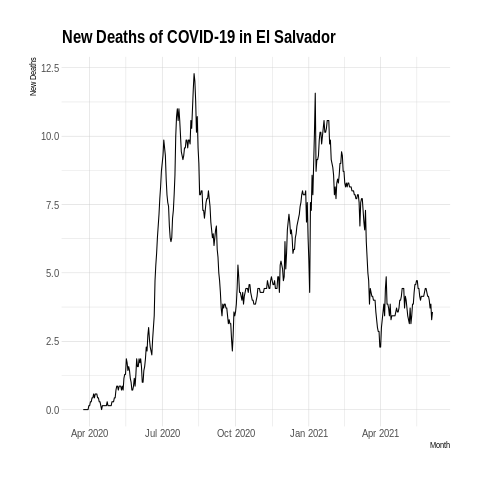 New Deaths of COVID-19 in El Salvador
New Deaths
12.5
10.0
7.5
5.0
2.5
0.0
Apr 2020 Jul 2020 Oct 2020 Jan 2021 Apr 2021
Month